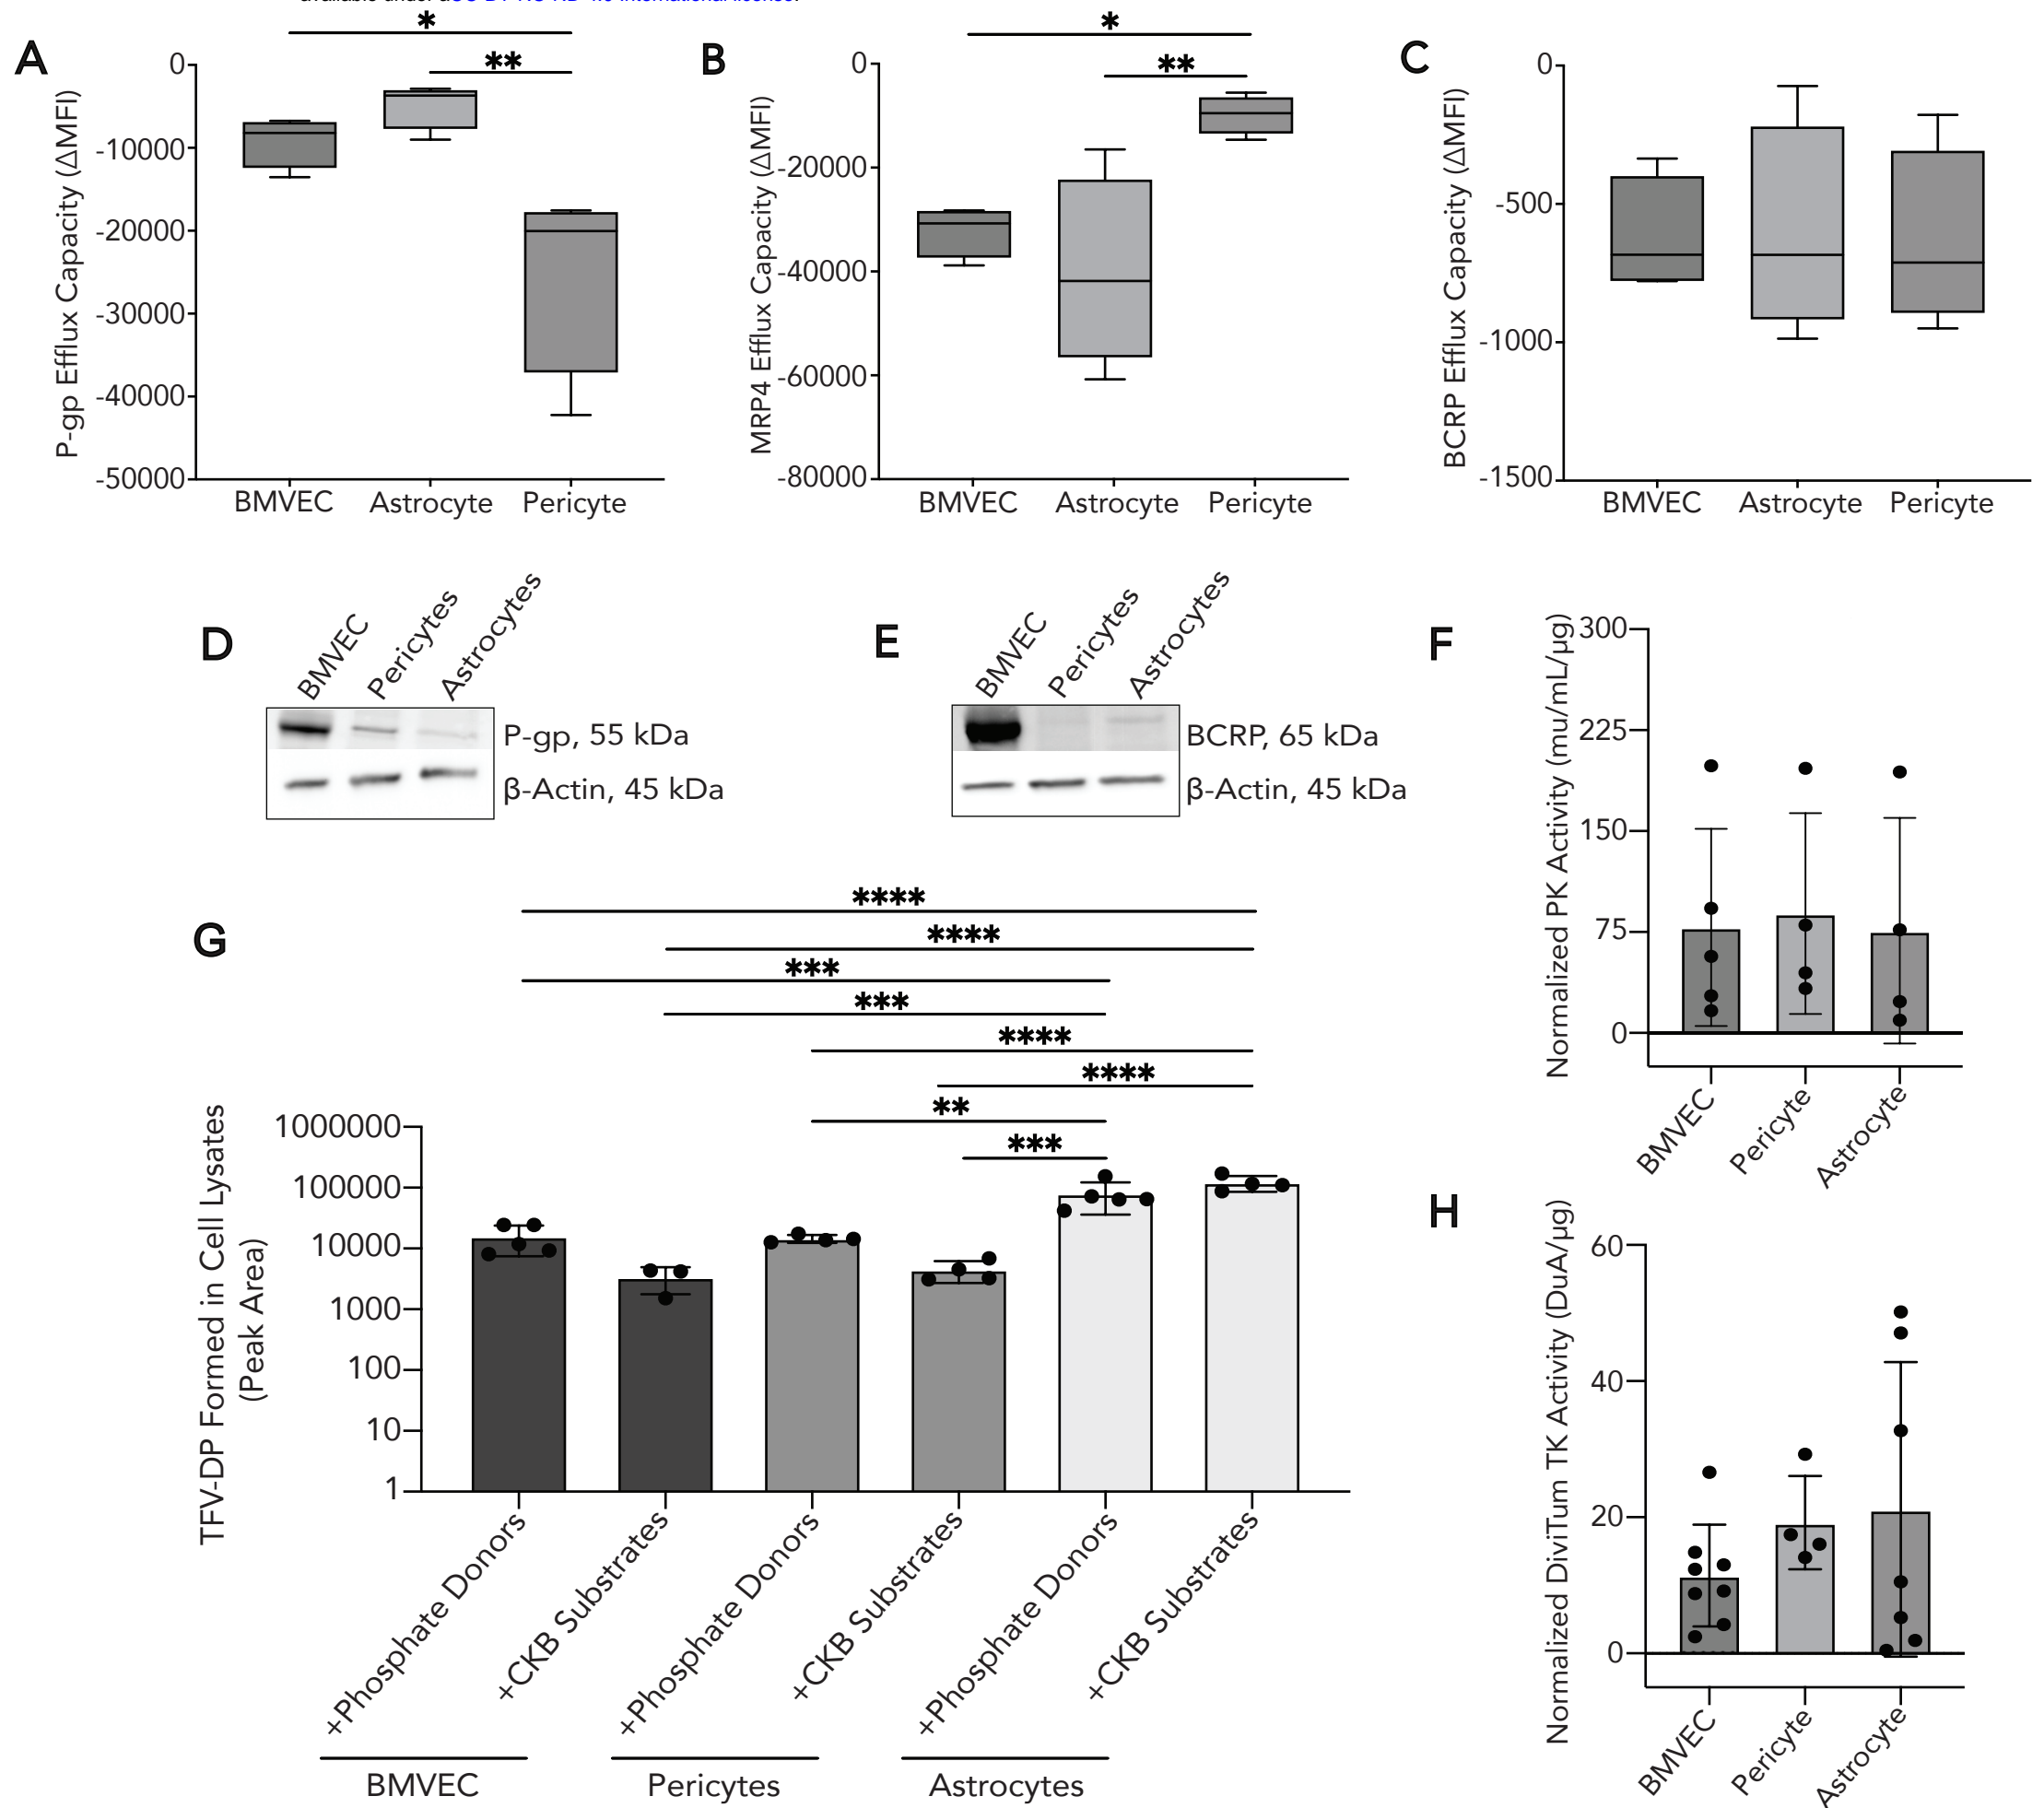 A
*
**
P-gp Efflux Capacity (ΔMFI)
0
-10000
-20000
-30000
-40000
-50000
BMVEC Astrocyte Pericyte
B
*
**
MRP4 Efflux Capacity (ΔMFI)
0
-20000
-40000
-60000
-80000
BMVEC Astrocyte Pericyte
C
BCRP Efflux Capacity (ΔMFI)
0
-500
-1000
-1500
BMVEC Astrocyte Pericyte
D
BMVEC
Pericytes
Astrocytes
P-gp, 55 kDa
β-Actin, 45 kDa
E
BMVEC
Pericytes
Astrocytes
BCRP, 65 kDa
β-Actin, 45 kDa
F
Normalized PK Activity (mu/mL/µg)
300
225
150
75
0
BMVEC
Pericyte
Astrocyte
G
****
****
***
***
****
****
**
***
TFV-DP Formed in Cell Lysates
(Peak Area)
1000000
100000
10000
1000
100
10
1
+Phosphate Donors
+CKB Substrates
+Phosphate Donors
+CKB Substrates
+Phosphate Donors
+CKB Substrates
BMVEC
Pericytes
Astrocytes
H
Normalized DiviTum TK Activity (DuA/µg)
60
40
20
0
BMVEC
Pericyte
Astrocyte